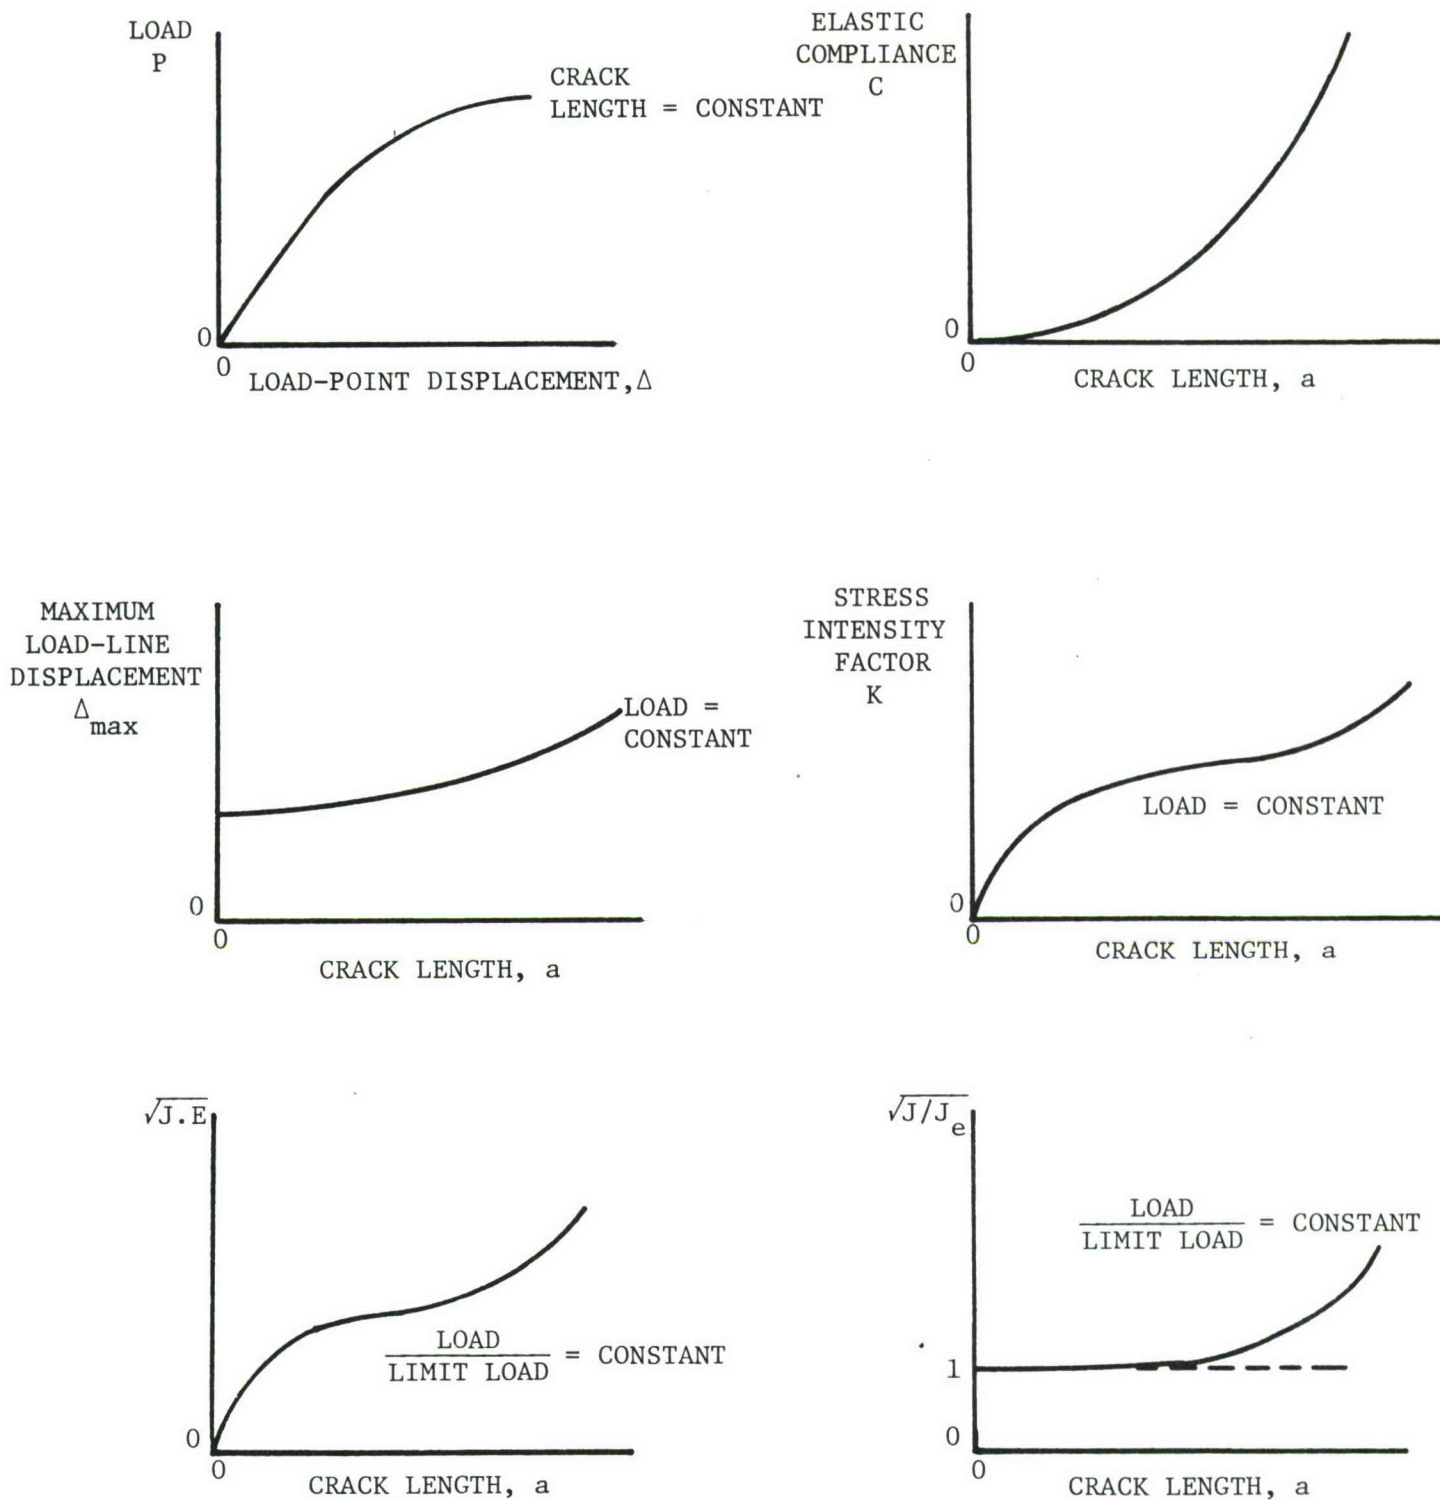 LOAD
P
CRACK
LENGTH = CONSTANT
0
0
LOAD-POINT DISPLACEMENT, Δ
ELASTIC
COMPLIANCE
C
0
0
CRACK LENGTH, a
MAXIMUM
LOAD-LINE
DISPLACEMENT
Δmax
LOAD =
CONSTANT
0
0
CRACK LENGTH, a
STRESS
INTENSITY
FACTOR
K
LOAD = CONSTANT
0
0
CRACK LENGTH, a
√J.E
LOAD
LIMIT LOAD = CONSTANT
0
0
CRACK LENGTH, a
√J/Je
LOAD
LIMIT LOAD = CONSTANT
1
0
0
CRACK LENGTH, a